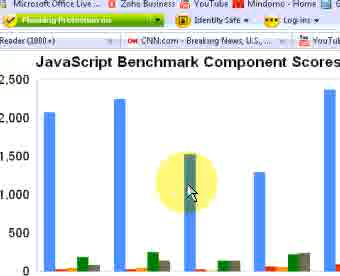 Microsoft Office Live ... Zoho Business YouTube Mindomo - Home
Phishing Protection on Identity Safe Log-ins
Reader (1000+) CNN.com - Breaking News, U.S., ... YouTub
JavaScript Benchmark Component Scores
2,500
2,000
1,500
1,000
500
0